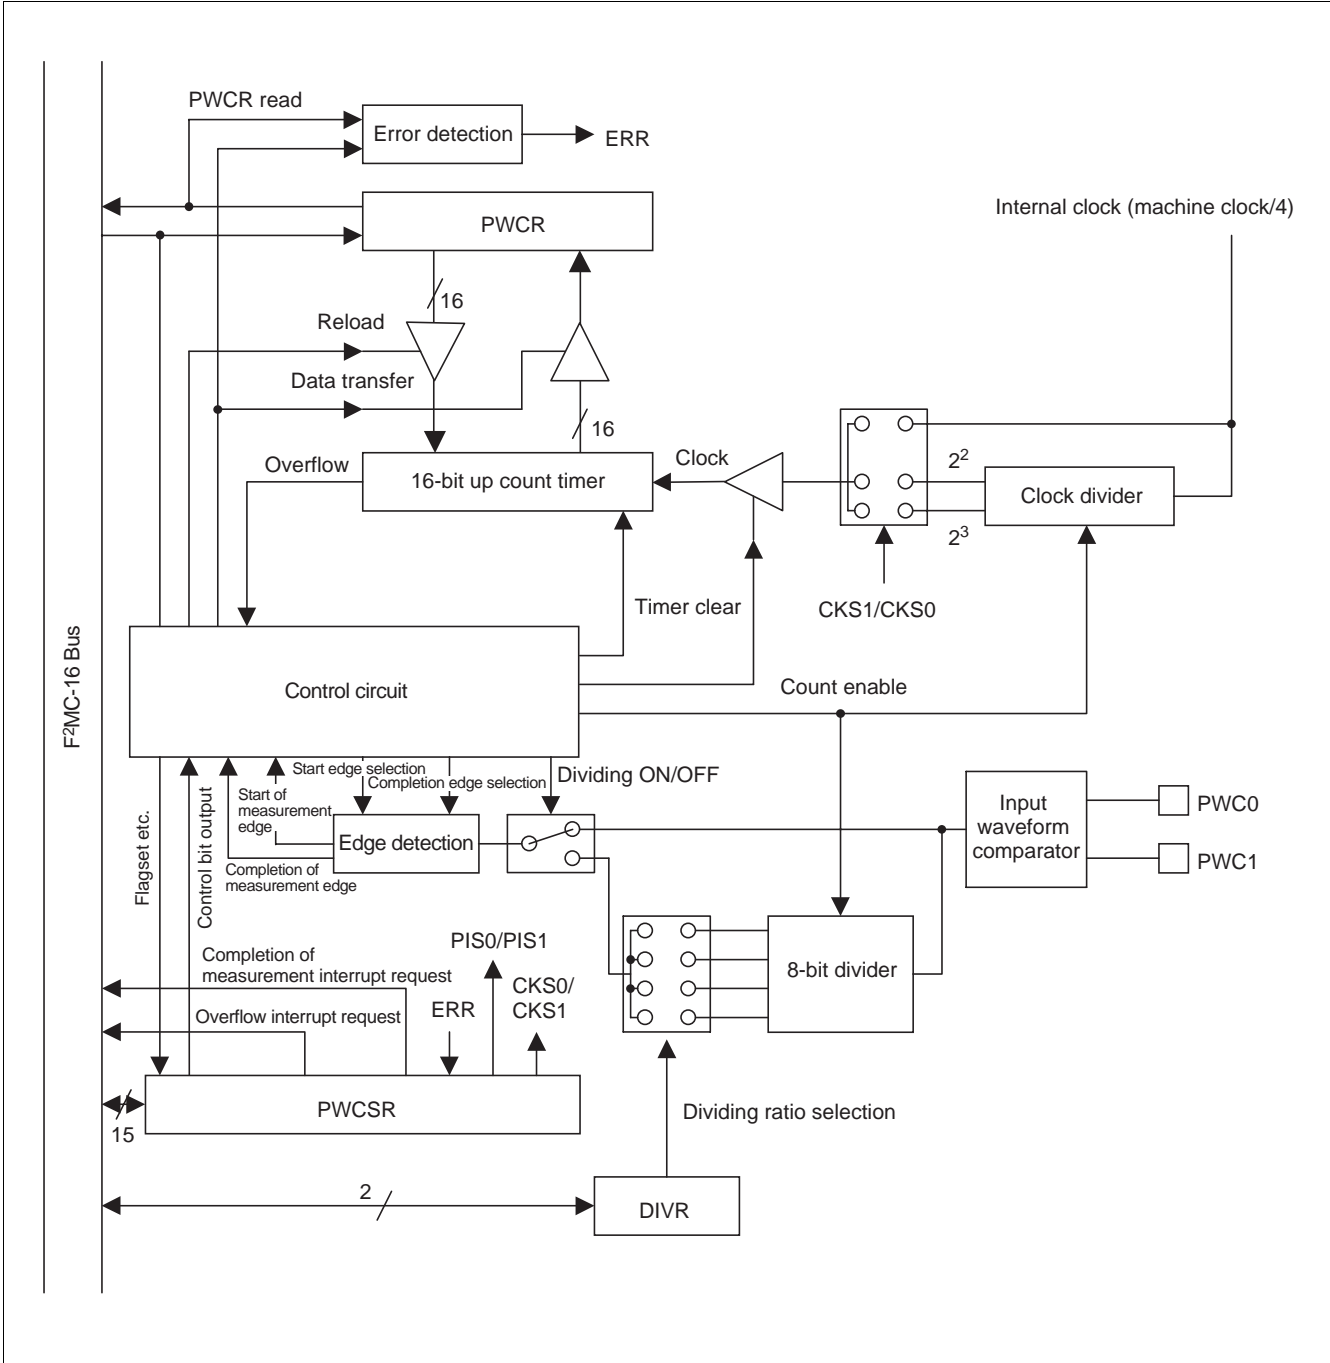 PWCR read
Error detection
ERR
Internal clock (machine clock/4)
PWCR
16
Reload
Data transfer
16
Overflow
16-bit up count timer
Clock
2²
Clock divider
2³
Timer clear
CKS1/CKS0
F²MC-16 Bus
Control circuit
Count enable
Start edge selection
Completion edge selection
Dividing ON/OFF
Start of
measurement
edge
Edge detection
Input
waveform
comparator
PWC0
PWC1
Flagset etc.
Control bit output
Completion of
measurement edge
PIS0/PIS1
8-bit divider
Completion of
measurement interrupt request
CKS0/
CKS1
ERR
Overflow interrupt request
PWCSR
15
Dividing ratio selection
2
DIVR